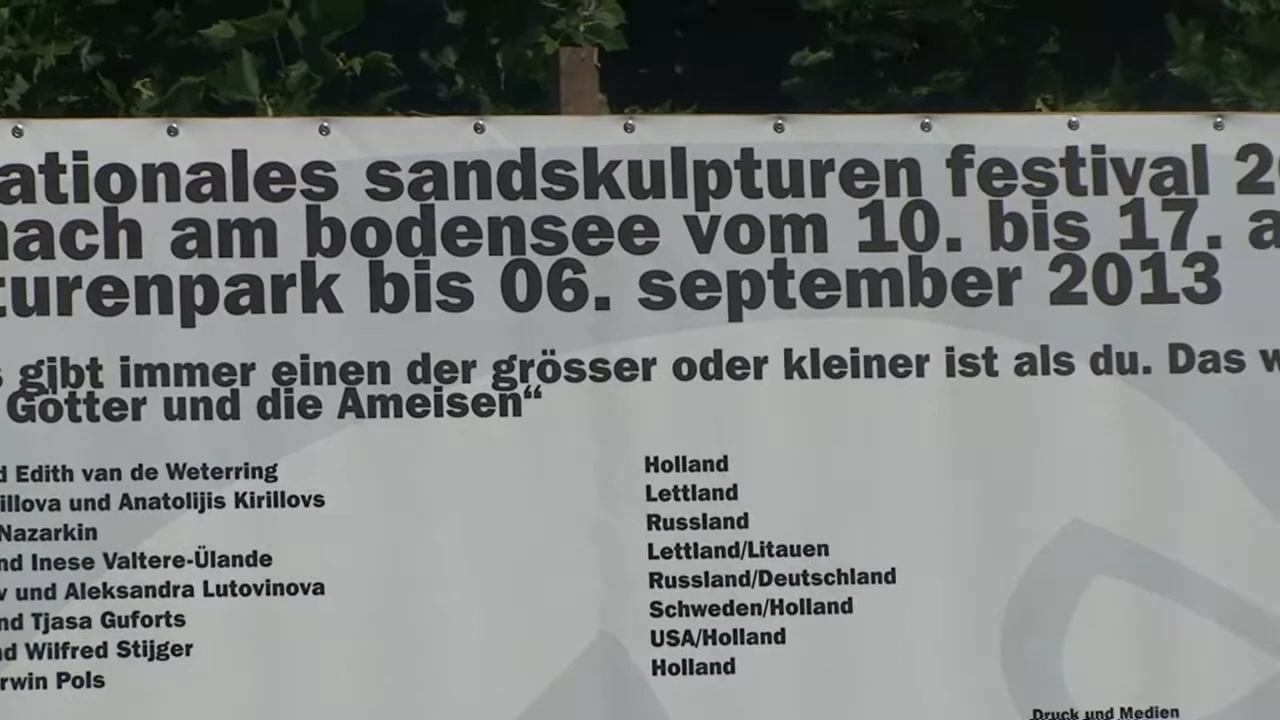 ationales sandskulpturen festival 2
nach am bodensee vom 10. bis 17. a
turenpark bis 06. september 2013
s gibt immer einen der grösser oder kleiner ist als du. Das w
Götter und die Ameisen“
d Edith van de Weterring Holland
illova und Anatolijis Kirillovs Lettland
Nazarkin Russland
nd Inese Valtere-Ülande Lettland/Litauen
v und Aleksandra Lutovinova Russland/Deutschland
nd Tjasa Guforts Schweden/Holland
nd Wilfred Stijger USA/Holland
rwin Pols Holland
Druck und Medien